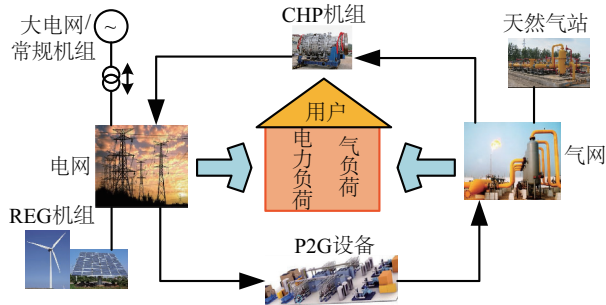 大电网/
常规机组
~
CHP机组
天然气站
用户
电力负荷
气负荷
电网
气网
REG机组
P2G设备